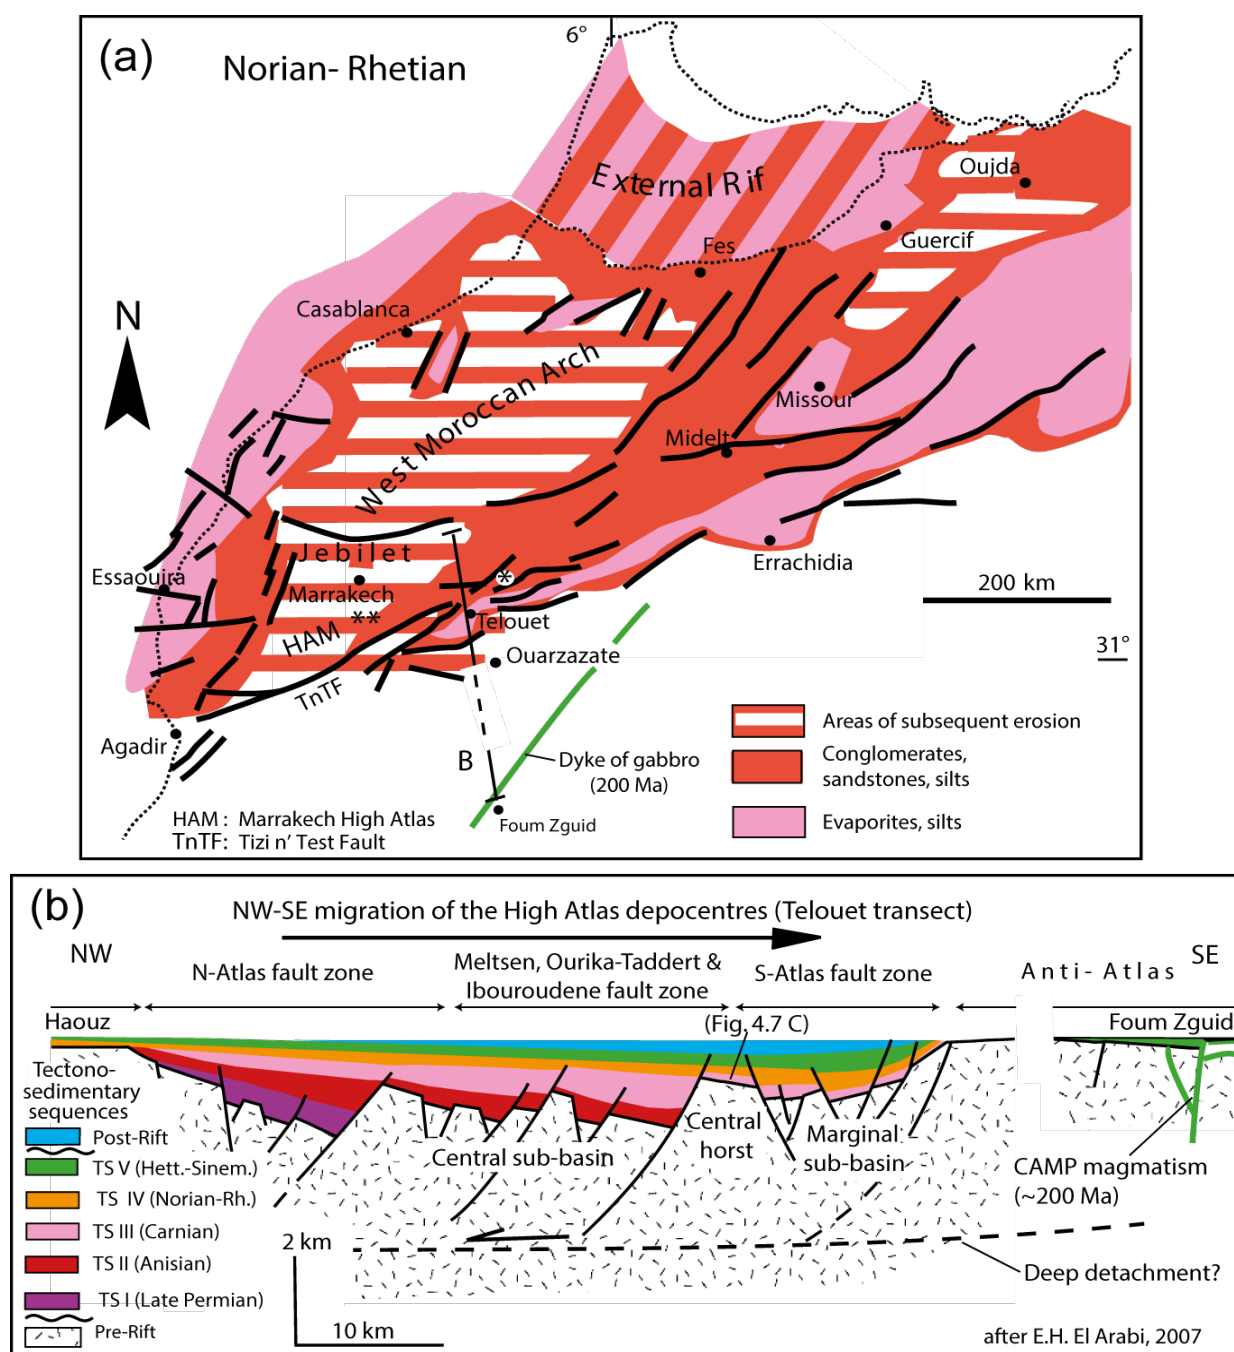 (a)
Norian- Rhetian
6°
External Rif
Oujda
Guercif
Fes
Casablanca
N
West Moroccan Arch
Missour
Midelt
Jebilet
Essaouira
Marrakech
*
**
Errachidia
HAM
Telouet
200 km
Ouarzazate
31°
TnTF
Agadir
B
Dyke of gabbro
(200 Ma)
Areas of subsequent erosion
Conglomerates,
sandstones, silts
Evaporites, silts
HAM : Marrakech High Atlas
TnTF: Tizi n' Test Fault
Foum Zguid
(b)
NW-SE migration of the High Atlas depocentres (Telouet transect)
NW
SE
N-Atlas fault zone
Meltsen, Ourika-Taddert &
Ibouroudene fault zone
S-Atlas fault zone
Anti- Atlas
Haouz
(Fig. 4.7 C)
Foum Zguid
Tectono-
sedimentary
sequences
Post-Rift
TS V (Hett.-Sinem.)
TS IV (Norian-Rh.)
TS III (Carnian)
TS II (Anisian)
TS I (Late Permian)
Pre-Rift
Central sub-basin
Central
horst
Marginal
sub-basin
CAMP magmatism
(~200 Ma)
2 km
10 km
Deep detachment?
after E.H. El Arabi, 2007